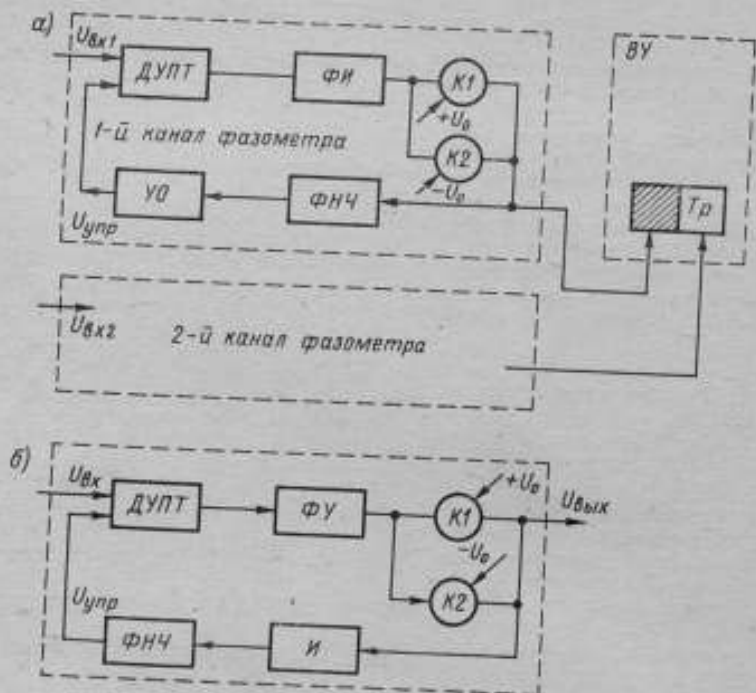 а)
Uвх1
ДУПТ
ФИ
К1
+U₀
1-й канал фазометра
К2
−U₀
УО
ФНЧ
Uупр
ВУ
Тр
Uвх2
2-й канал фазометра
б)
Uвх
ДУПТ
ФУ
К1
+U₀
Uвых
−U₀
К2
Uупр
ФНЧ
И